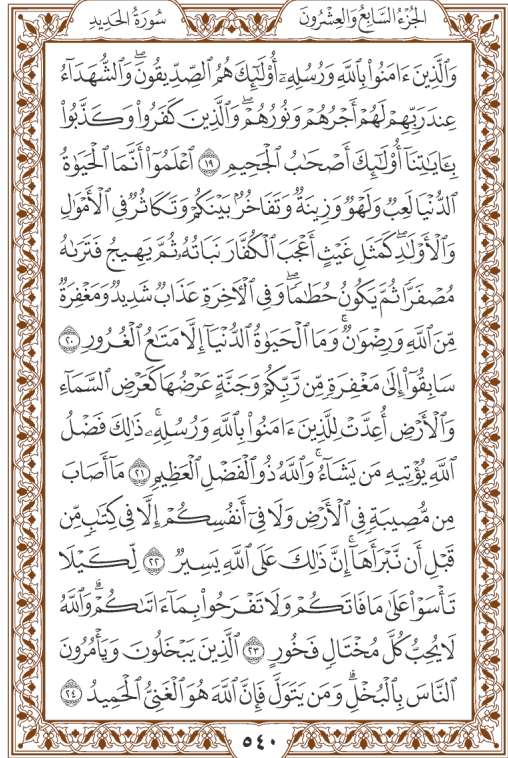 سُورَةُ الحَدِيدِ
الجُزْءُ السَّابِعُ وَالعِشْرُونَ
وَٱلَّذِينَ ءَامَنُوا۟ بِٱللَّهِ وَرُسُلِهِۦٓ أُو۟لَٰٓئِكَ هُمُ ٱلصِّدِّيقُونَ ۖ وَٱلشُّهَدَآءُ
عِندَ رَبِّهِمْ لَهُمْ أَجْرُهُمْ وَنُورُهُمْ ۖ وَٱلَّذِينَ كَفَرُوا۟ وَكَذَّبُوا۟
بِـَٔايَٰتِنَآ أُو۟لَٰٓئِكَ أَصْحَٰبُ ٱلْجَحِيمِ ١٩ ٱعْلَمُوٓا۟ أَنَّمَا ٱلْحَيَوٰةُ
ٱلدُّنْيَا لَعِبٌ وَلَهْوٌ وَزِينَةٌ وَتَفَاخُرٌۢ بَيْنَكُمْ وَتَكَاثُرٌ فِى ٱلْأَمْوَٰلِ
وَٱلْأَوْلَٰدِ ۖ كَمَثَلِ غَيْثٍ أَعْجَبَ ٱلْكُفَّارَ نَبَاتُهُۥ ثُمَّ يَهِيجُ فَتَرَىٰهُ
مُصْفَرًّا ثُمَّ يَكُونُ حُطَٰمًا ۖ وَفِى ٱلْـَٔاخِرَةِ عَذَابٌ شَدِيدٌ وَمَغْفِرَةٌ
مِّنَ ٱللَّهِ وَرِضْوَٰنٌ ۚ وَمَا ٱلْحَيَوٰةُ ٱلدُّنْيَآ إِلَّا مَتَٰعُ ٱلْغُرُورِ ٢٠
سَابِقُوٓا۟ إِلَىٰ مَغْفِرَةٍ مِّن رَّبِّكُمْ وَجَنَّةٍ عَرْضُهَا كَعَرْضِ ٱلسَّمَآءِ
وَٱلْأَرْضِ أُعِدَّتْ لِلَّذِينَ ءَامَنُوا۟ بِٱللَّهِ وَرُسُلِهِۦ ۚ ذَٰلِكَ فَضْلُ
ٱللَّهِ يُؤْتِيهِ مَن يَشَآءُ ۚ وَٱللَّهُ ذُو ٱلْفَضْلِ ٱلْعَظِيمِ ٢١ مَآ أَصَابَ
مِن مُّصِيبَةٍ فِى ٱلْأَرْضِ وَلَا فِىٓ أَنفُسِكُمْ إِلَّا فِى كِتَٰبٍ مِّن
قَبْلِ أَن نَّبْرَأَهَآ ۚ إِنَّ ذَٰلِكَ عَلَى ٱللَّهِ يَسِيرٌ ٢٢ لِّكَيْلَا
تَأْسَوْا۟ عَلَىٰ مَا فَاتَكُمْ وَلَا تَفْرَحُوا۟ بِمَآ ءَاتَىٰكُمْ ۗ وَٱللَّهُ
لَا يُحِبُّ كُلَّ مُخْتَالٍ فَخُورٍ ٢٣ ٱلَّذِينَ يَبْخَلُونَ وَيَأْمُرُونَ
ٱلنَّاسَ بِٱلْبُخْلِ ۗ وَمَن يَتَوَلَّ فَإِنَّ ٱللَّهَ هُوَ ٱلْغَنِىُّ ٱلْحَمِيدُ ٢٤
٥٤٠